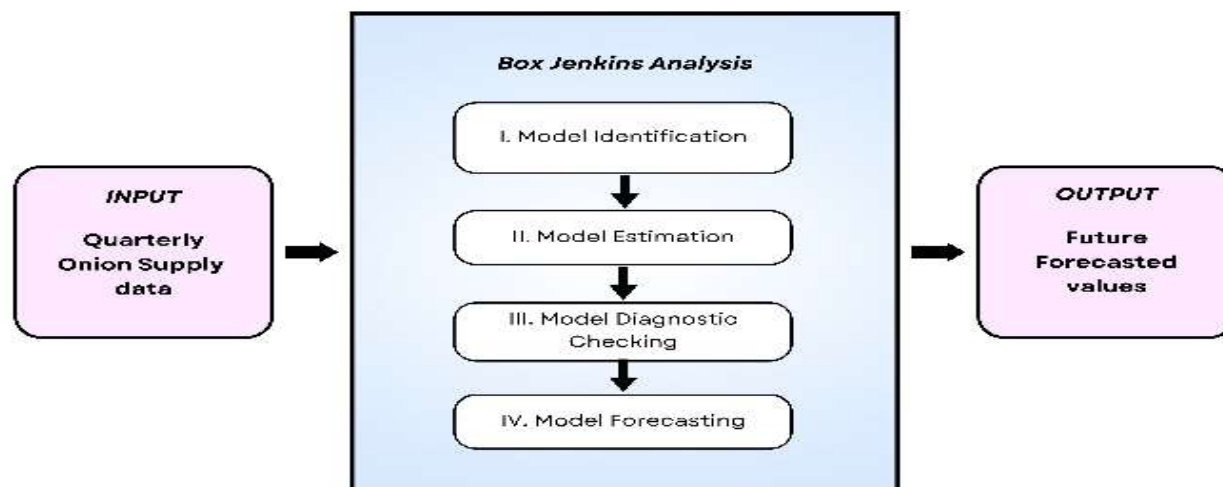 Box Jenkins Analysis
I. Model Identification
INPUT
Quarterly
Onion Supply
data
II. Model Estimation
III. Model Diagnostic
Checking
IV. Model Forecasting
OUTPUT
Future
Forecasted
values